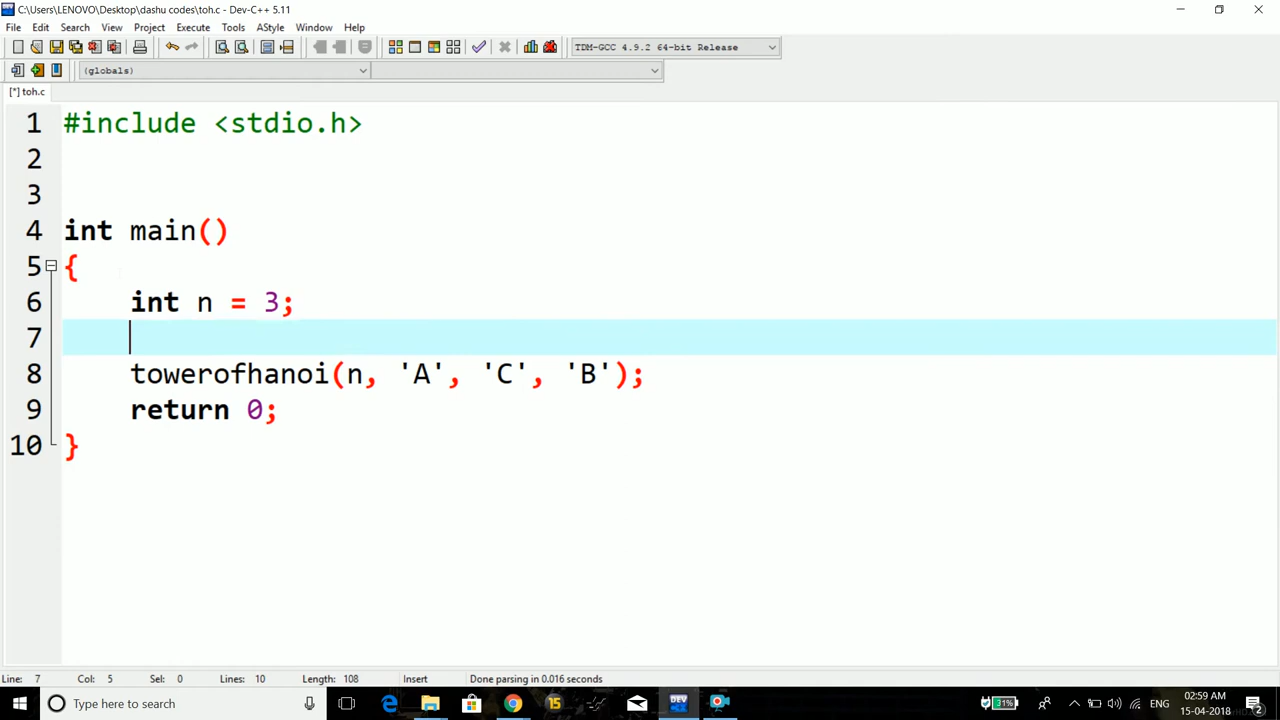 C:\Users\LENOVO\Desktop\dashu codes\toh.c - Dev-C++ 5.11
File Edit Search View Project Execute Tools AStyle Window Help
TDM-GCC 4.9.2 64-bit Release
(globals)
[*] toh.c
1 #include <stdio.h>
2
3
4 int main()
5 {
6 int n = 3;
7
8 towerofhanoi(n, 'A', 'C', 'B');
9 return 0;
10 }
Line: 7 Col: 5 Sel: 0 Lines: 10 Length: 108 Insert Done parsing in 0.016 seconds
Type here to search
15
31%
ENG
02:59 AM
15-04-2018
2